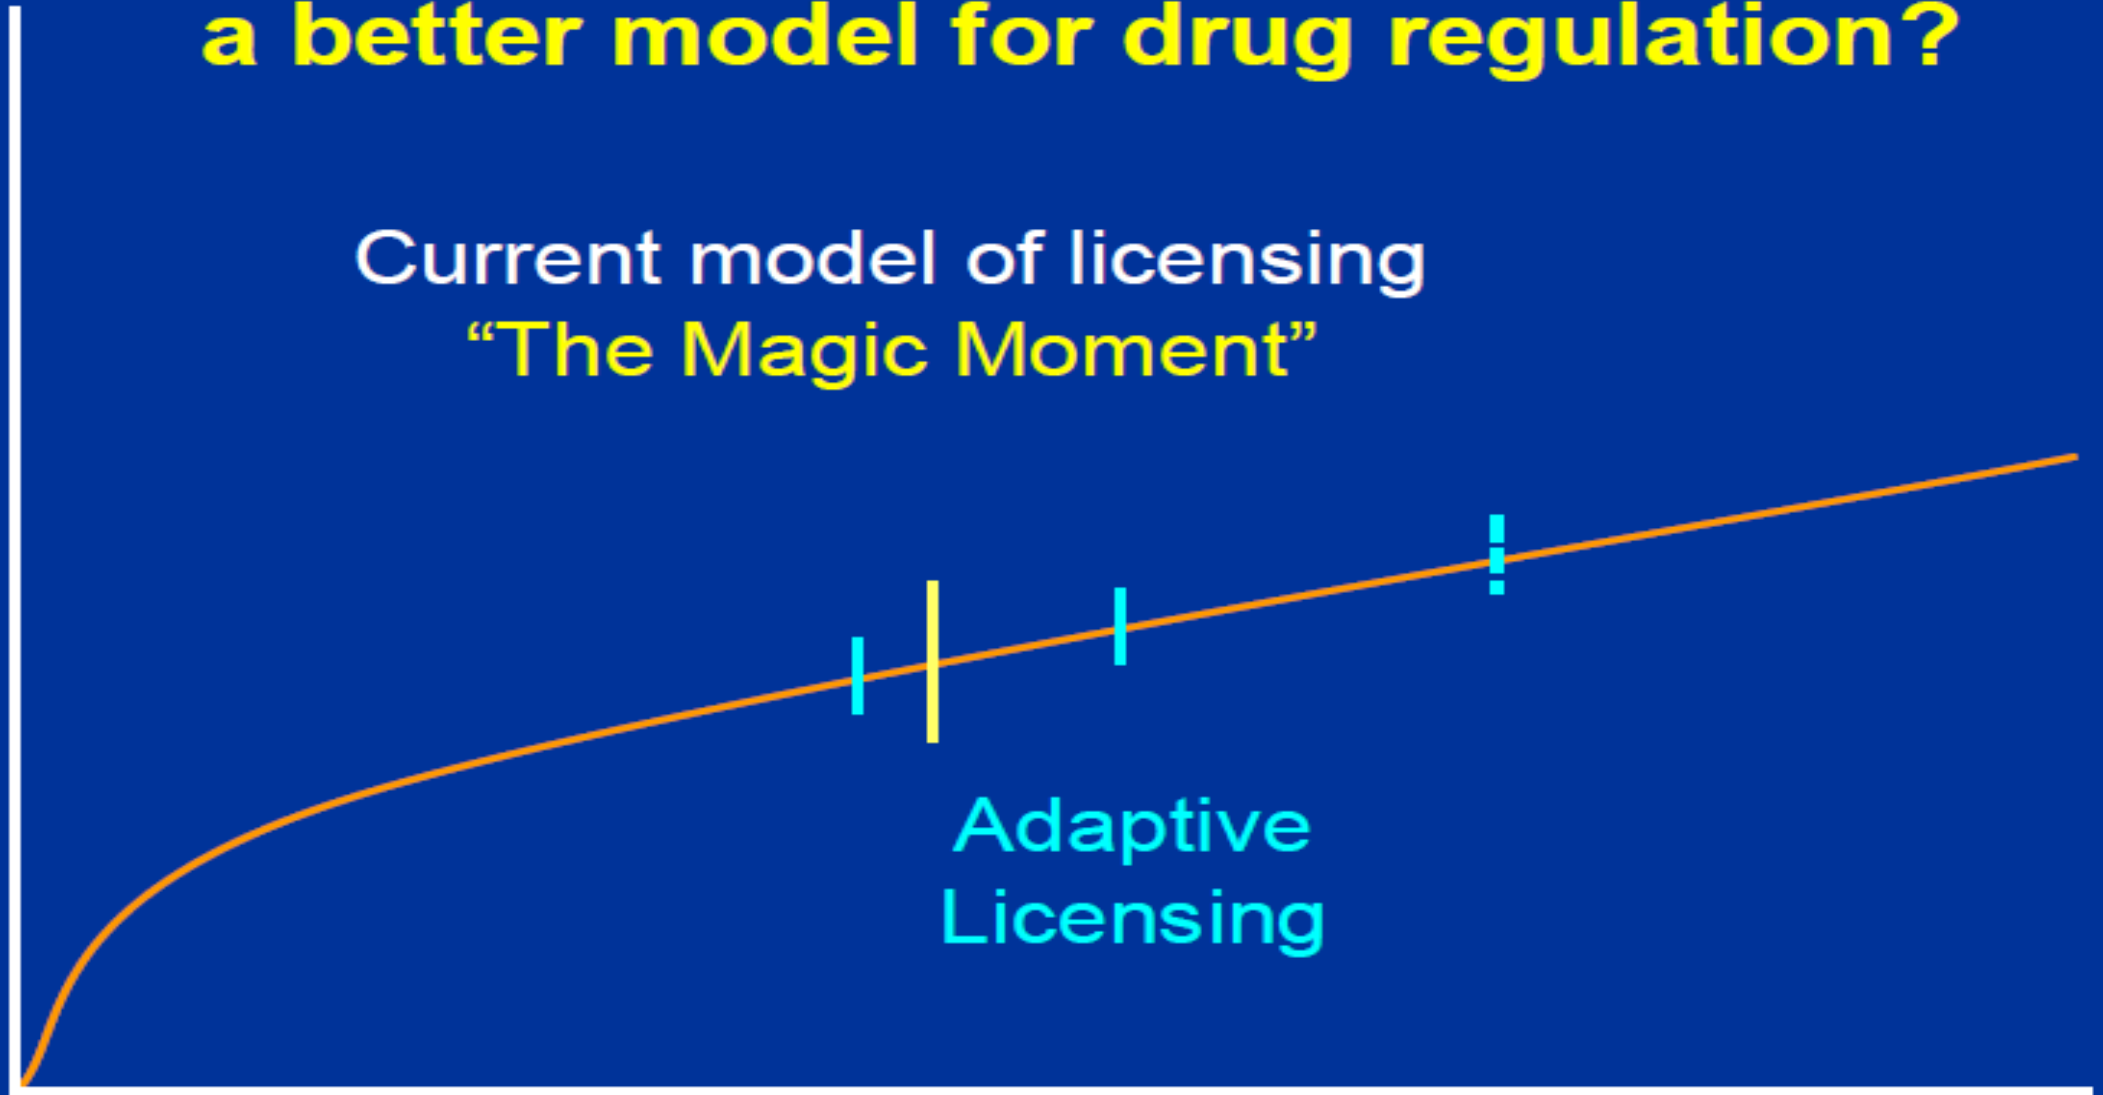 a better model for drug regulation?
Current model of licensing
“The Magic Moment”
Adaptive
Licensing